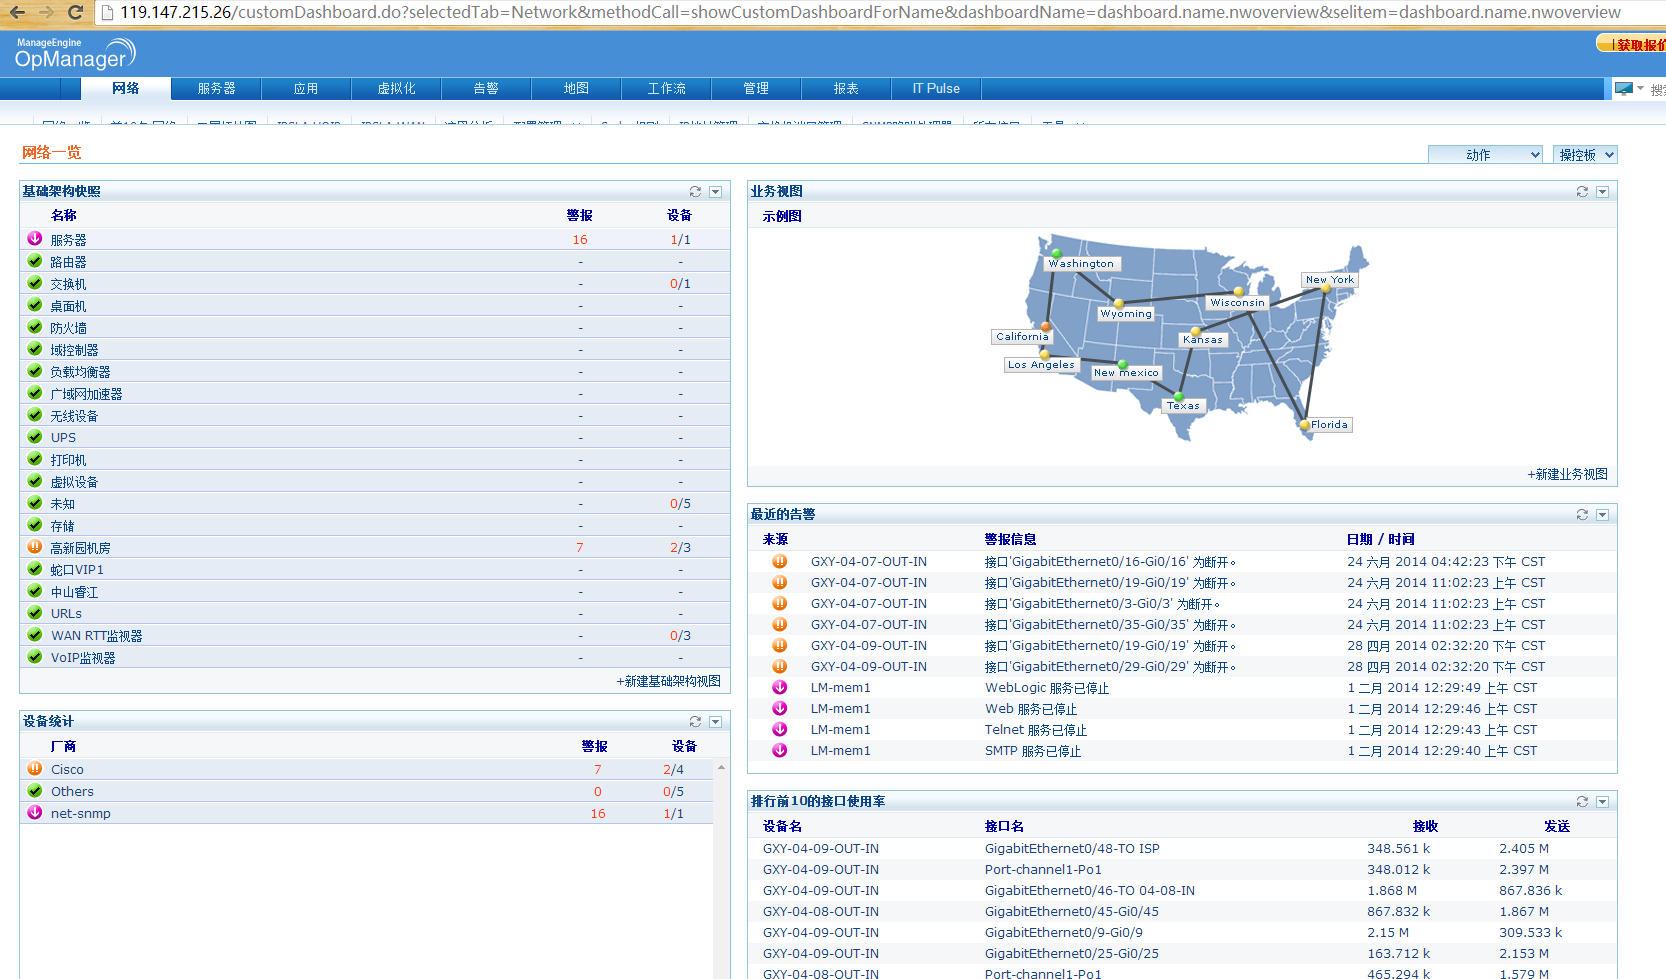 119.147.215.26/customDashboard.do?selectedTab=Network&methodCall=showCustomDashboardForName&dashboardName=dashboard.name.nwoverview&selitem=dashboard.name.nwoverview
ManageEngine
OpManager
获取报价
网络 服务器 应用 虚拟化 告警 地图 工作流 管理 报表 IT Pulse
网络一览
动作 操控板
基础架构快照
名称 警报 设备
服务器 16 1/1
路由器 - -
交换机 - 0/1
桌面机 - -
防火墙 - -
域控制器 - -
负载均衡器 - -
广域网加速器 - -
无线设备 - -
UPS - -
打印机 - -
虚拟设备 - -
未知 - 0/5
存储 - -
高新园机房 7 2/3
蛇口VIP1 - -
中山睿江 - -
URLs - -
WAN RTT监视器 - 0/3
VoIP监视器 - -
+新建基础架构视图
设备统计
厂商 警报 设备
Cisco 7 2/4
Others 0 0/5
net-snmp 16 1/1
业务视图
示例图
Washington
New York
Wisconsin
Wyoming
California
Kansas
Los Angeles
New mexico
Texas
Florida
+新建业务视图
最近的告警
来源 警报信息 日期 / 时间
GXY-04-07-OUT-IN 接口'GigabitEthernet0/16-Gi0/16' 为断开。 24 六月 2014 04:42:23 下午 CST
GXY-04-07-OUT-IN 接口'GigabitEthernet0/19-Gi0/19' 为断开。 24 六月 2014 11:02:23 上午 CST
GXY-04-07-OUT-IN 接口'GigabitEthernet0/3-Gi0/3' 为断开。 24 六月 2014 11:02:23 上午 CST
GXY-04-07-OUT-IN 接口'GigabitEthernet0/35-Gi0/35' 为断开。 24 六月 2014 11:02:23 上午 CST
GXY-04-09-OUT-IN 接口'GigabitEthernet0/19-Gi0/19' 为断开。 28 四月 2014 02:32:20 下午 CST
GXY-04-09-OUT-IN 接口'GigabitEthernet0/29-Gi0/29' 为断开。 28 四月 2014 02:32:20 下午 CST
LM-mem1 WebLogic 服务已停止 1 二月 2014 12:29:49 上午 CST
LM-mem1 Web 服务已停止 1 二月 2014 12:29:46 上午 CST
LM-mem1 Telnet 服务已停止 1 二月 2014 12:29:43 上午 CST
LM-mem1 SMTP 服务已停止 1 二月 2014 12:29:40 上午 CST
排行前10的接口使用率
设备名 接口名 接收 发送
GXY-04-09-OUT-IN GigabitEthernet0/48-TO ISP 348.561 k 2.405 M
GXY-04-09-OUT-IN Port-channel1-Po1 348.012 k 2.397 M
GXY-04-09-OUT-IN GigabitEthernet0/46-TO 04-08-IN 1.868 M 867.836 k
GXY-04-08-OUT-IN GigabitEthernet0/45-Gi0/45 867.832 k 1.867 M
GXY-04-09-OUT-IN GigabitEthernet0/9-Gi0/9 2.15 M 309.533 k
GXY-04-09-OUT-IN GigabitEthernet0/25-Gi0/25 163.712 k 2.153 M
GXY-04-08-OUT-IN Port-channel1-Po1 465.294 k 1.579 M